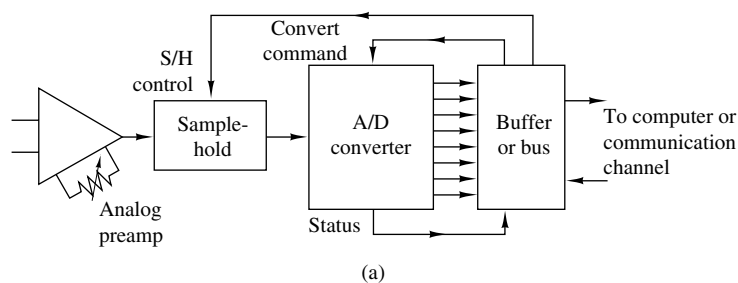 Convert
command
S/H
control
Sample-
hold
A/D
converter
Buffer
or bus
To computer or
communication
channel
Analog
preamp
Status
(a)